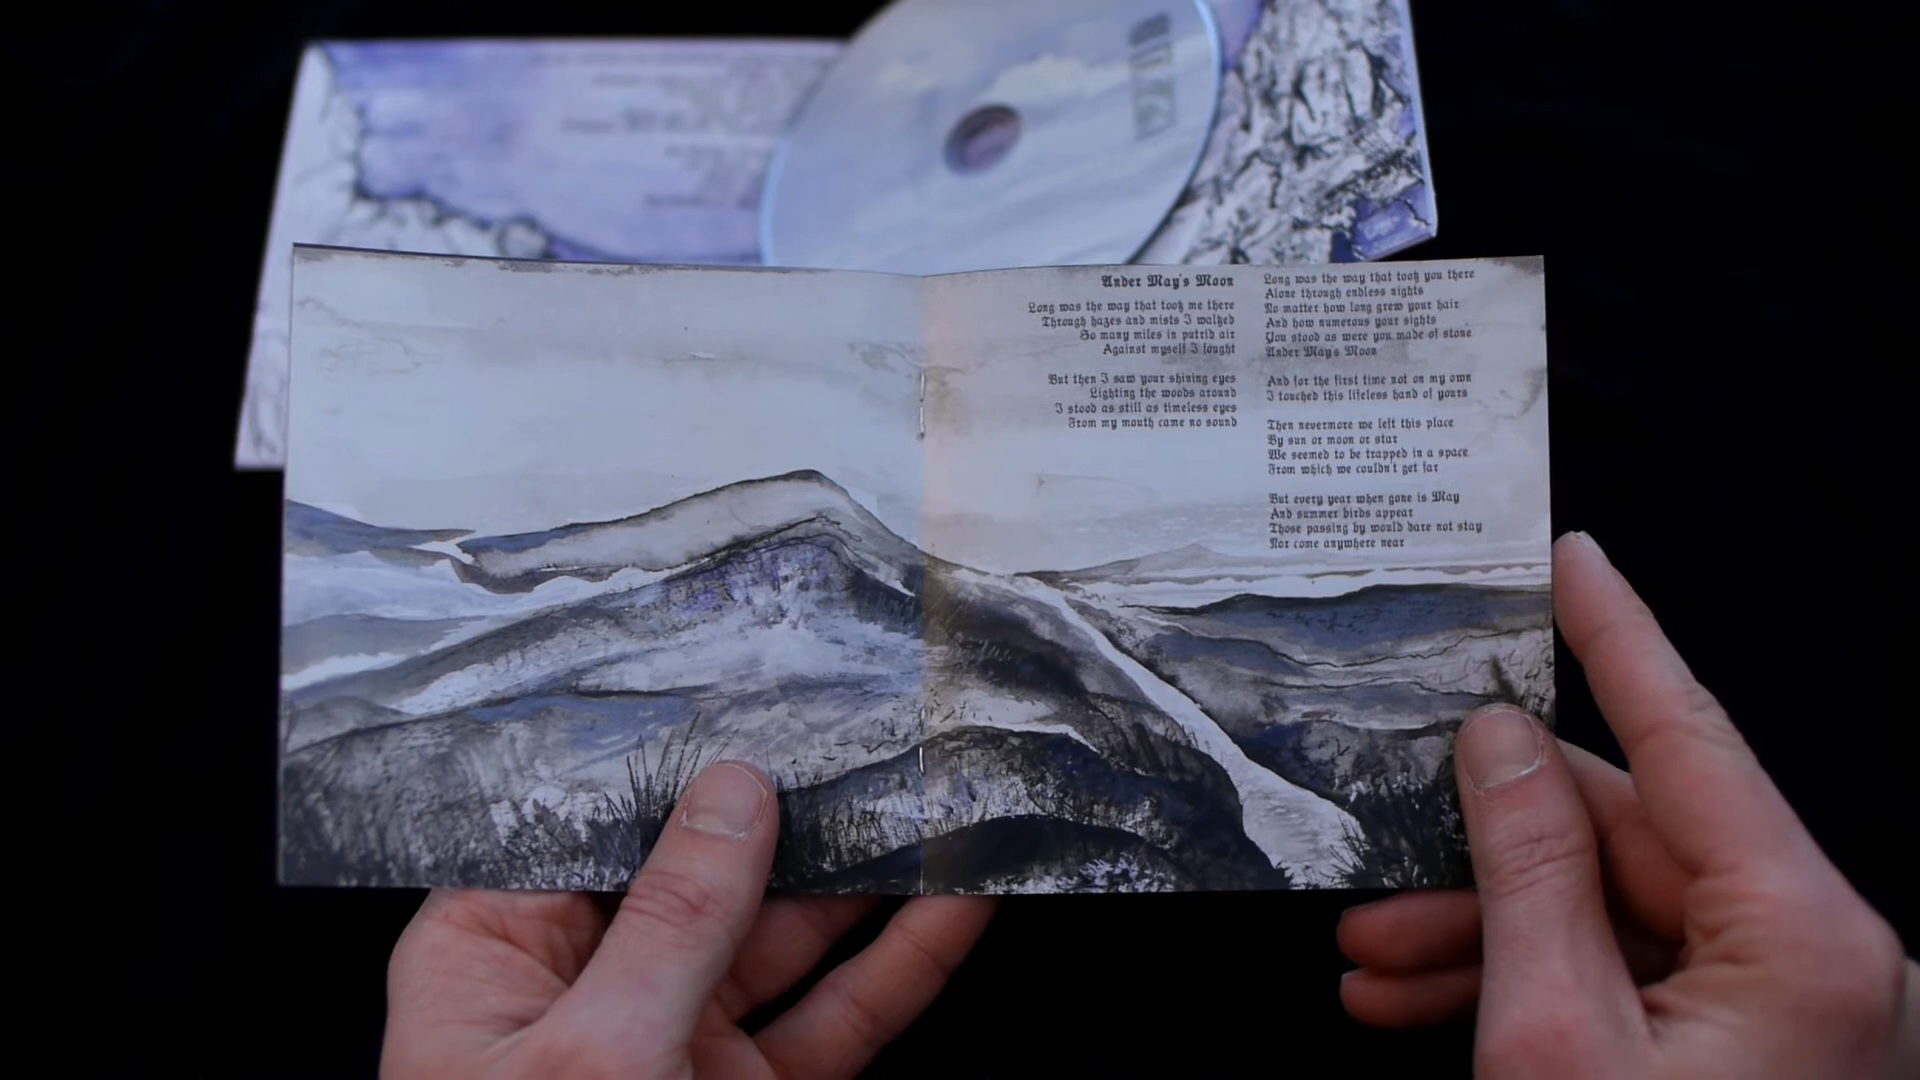 Under May's Moon
Long was the way that took me there
Through hazes and mists I walked
So many miles in putrid air
Against myself I fought
But then I saw your shining eyes
Lighting the woods around
I stood as still as timeless eyes
From my mouth came no sound
Long was the way that took you there
Alone through endless nights
No matter how long grew your hair
And how numerous your sights
You stood as were you made of stone
Under May's Moon
And for the first time not on my own
I touched this lifeless hand of yours
Then nevermore we left this place
By sun or moon or star
We seemed to be trapped in a space
From which we couldn't get far
But every year when gone is May
And summer birds appear
Those passing by would dare not stay
Nor come anywhere near